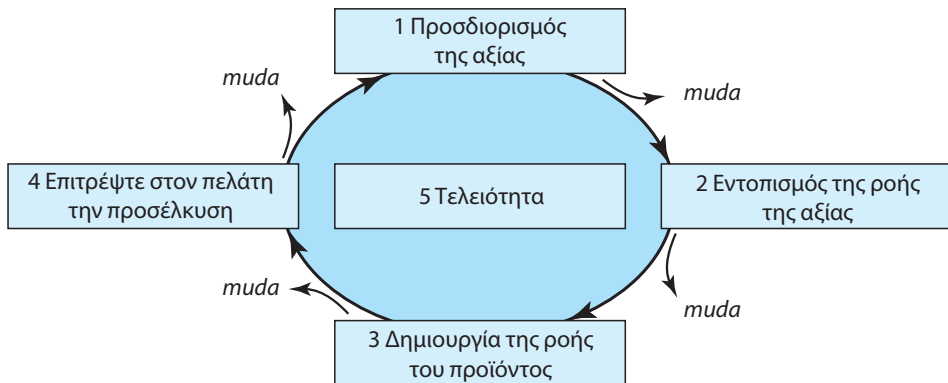 1 Προσδιορισμός
της αξίας
muda
muda
4 Επιτρέψτε στον πελάτη
την προσέλκυση
5 Τελειότητα
2 Εντοπισμός της ροής
της αξίας
muda
muda
3 Δημιουργία της ροής
του προϊόντος